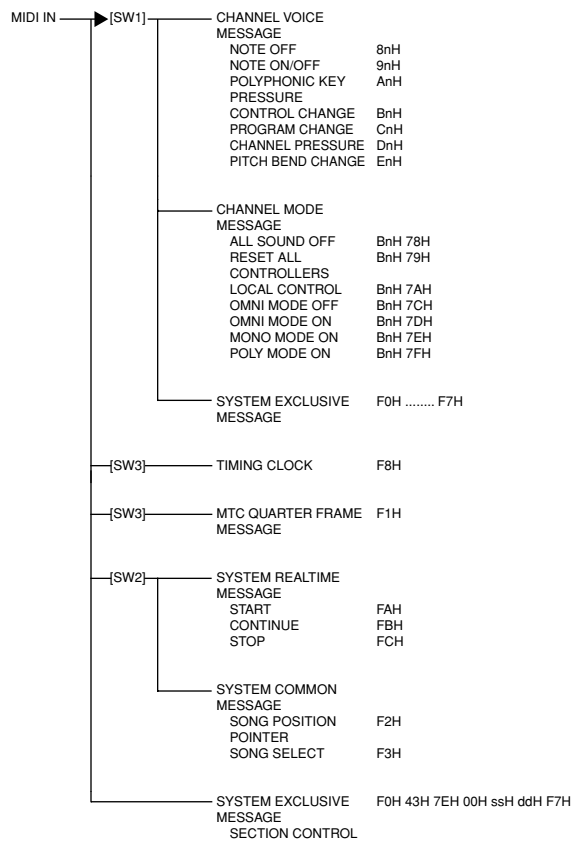 MIDI IN [SW1] CHANNEL VOICE
MESSAGE
NOTE OFF 8nH
NOTE ON/OFF 9nH
POLYPHONIC KEY AnH
PRESSURE
CONTROL CHANGE BnH
PROGRAM CHANGE CnH
CHANNEL PRESSURE DnH
PITCH BEND CHANGE EnH
CHANNEL MODE
MESSAGE
ALL SOUND OFF BnH 78H
RESET ALL BnH 79H
CONTROLLERS
LOCAL CONTROL BnH 7AH
OMNI MODE OFF BnH 7CH
OMNI MODE ON BnH 7DH
MONO MODE ON BnH 7EH
POLY MODE ON BnH 7FH
SYSTEM EXCLUSIVE F0H ........ F7H
MESSAGE
[SW3] TIMING CLOCK F8H
[SW3] MTC QUARTER FRAME F1H
MESSAGE
[SW2] SYSTEM REALTIME
MESSAGE
START FAH
CONTINUE FBH
STOP FCH
SYSTEM COMMON
MESSAGE
SONG POSITION F2H
POINTER
SONG SELECT F3H
SYSTEM EXCLUSIVE F0H 43H 7EH 00H ssH ddH F7H
MESSAGE
SECTION CONTROL